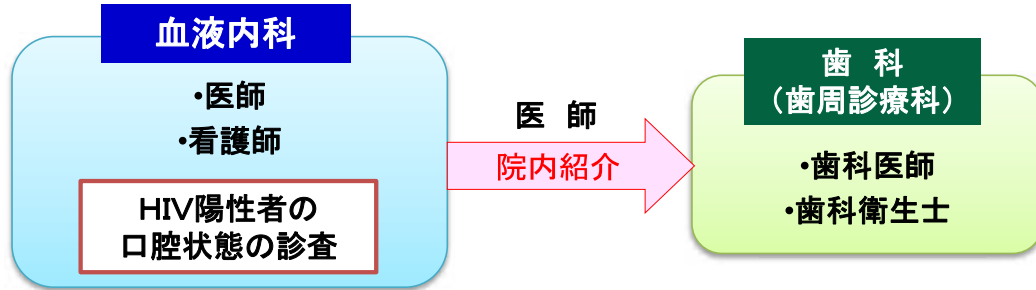 血液内科
・医師
・看護師
HIV陽性者の
口腔状態の診査
医 師
院内紹介
歯 科
（歯周診療科）
・歯科医師
・歯科衛生士